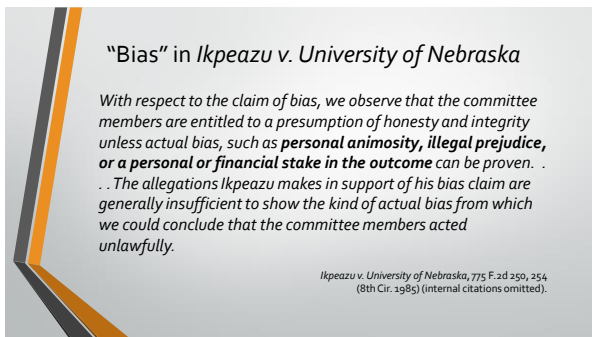 “Bias” in Ikpeazu v. University of Nebraska
With respect to the claim of bias, we observe that the committee
members are entitled to a presumption of honesty and integrity
unless actual bias, such as personal animosity, illegal prejudice,
or a personal or financial stake in the outcome can be proven. .
. . The allegations Ikpeazu makes in support of his bias claim are
generally insufficient to show the kind of actual bias from which
we could conclude that the committee members acted
unlawfully.
Ikpeazu v. University of Nebraska, 775 F.2d 250, 254
(8th Cir. 1985) (internal citations omitted).